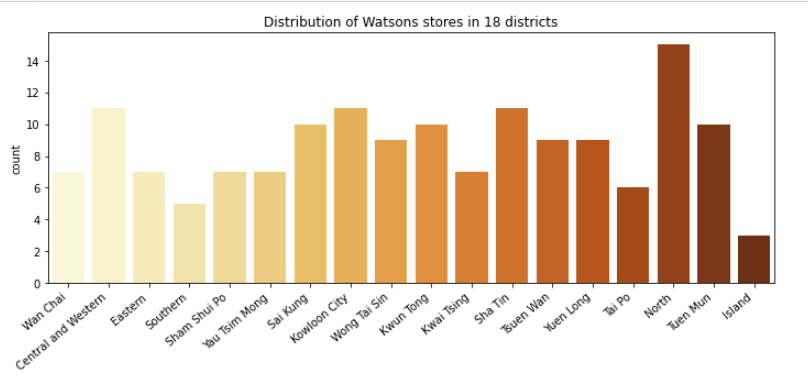 Distribution of Watsons stores in 18 districts
count
14
12
10
8
6
4
2
0
Wan Chai
Central and Western
Eastern
Southern
Sham Shui Po
Yau Tsim Mong
Sai Kung
Kowloon City
Wong Tai Sin
Kwun Tong
Kwai Tsing
Sha Tin
Tsuen Wan
Yuen Long
Tai Po
North
Tuen Mun
Island